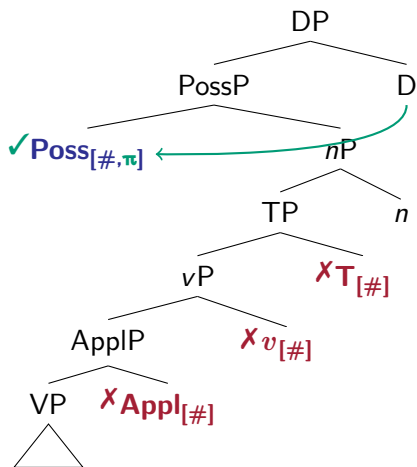 DP
PossP D
✓Poss[#,π] nP
TP n
vP ✗T[#]
ApplP ✗v[#]
VP ✗Appl[#]